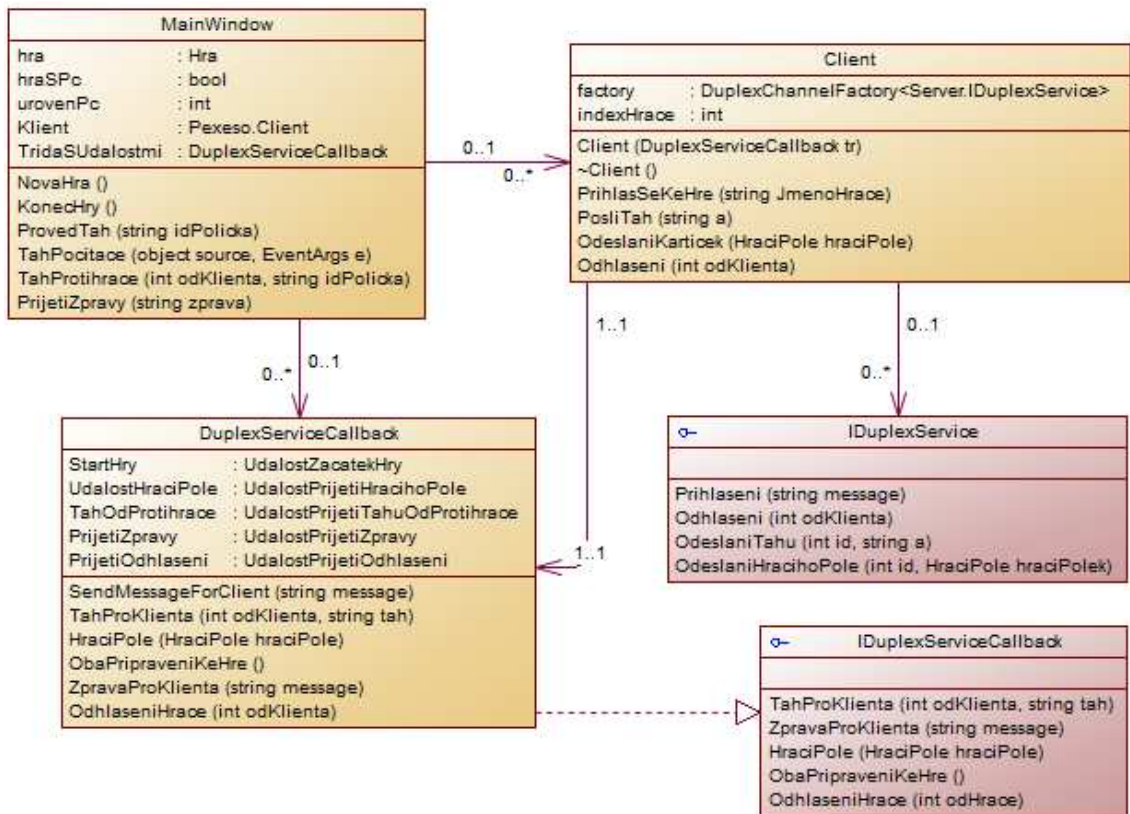 MainWindow
hra : Hra
hraSPc : bool
urovenPc : int
Klient : Pexeso.Client
TridaSUdalostmi : DuplexServiceCallback
NovaHra ()
KonecHry ()
ProvedTah (string idPolicka)
TahPocitace (object source, EventArgs e)
TahProtihrace (int odKlienta, string idPolicka)
PrijetiZpravy (string zprava)
0..1
0..*
Client
factory : DuplexChannelFactory<Server.IDuplexService>
indexHrace : int
Client (DuplexServiceCallback tr)
~Client ()
PrihlasSeKeHre (string JmenoHrace)
PosliTah (string a)
OdeslaniKarticek (HraciPole hraciPole)
Odhlaseni (int odKlienta)
1..1
0..1
0..1
0..*
0..*
DuplexServiceCallback
StartHry : UdalostZacatekHry
UdalostHraciPole : UdalostPrijetiHracihoPole
TahOdProtihrace : UdalostPrijetiTahuOdProtihrace
PrijetiZpravy : UdalostPrijetiZpravy
PrijetiOdhlaseni : UdalostPrijetiOdhlaseni
SendMessageForClient (string message)
TahProKlienta (int odKlienta, string tah)
HraciPole (HraciPole hraciPole)
ObaPripraveniKeHre ()
ZpravaProKlienta (string message)
OdhlaseniHrace (int odKlienta)
1..1
IDuplexService
Prihlaseni (string message)
Odhlaseni (int odKlienta)
OdeslaniTahu (int id, string a)
OdeslaniHracihoPole (int id, HraciPole hraciPolek)
IDuplexServiceCallback
TahProKlienta (int odKlienta, string tah)
ZpravaProKlienta (string message)
HraciPole (HraciPole hraciPole)
ObaPripraveniKeHre ()
OdhlaseniHrace (int odHrace)